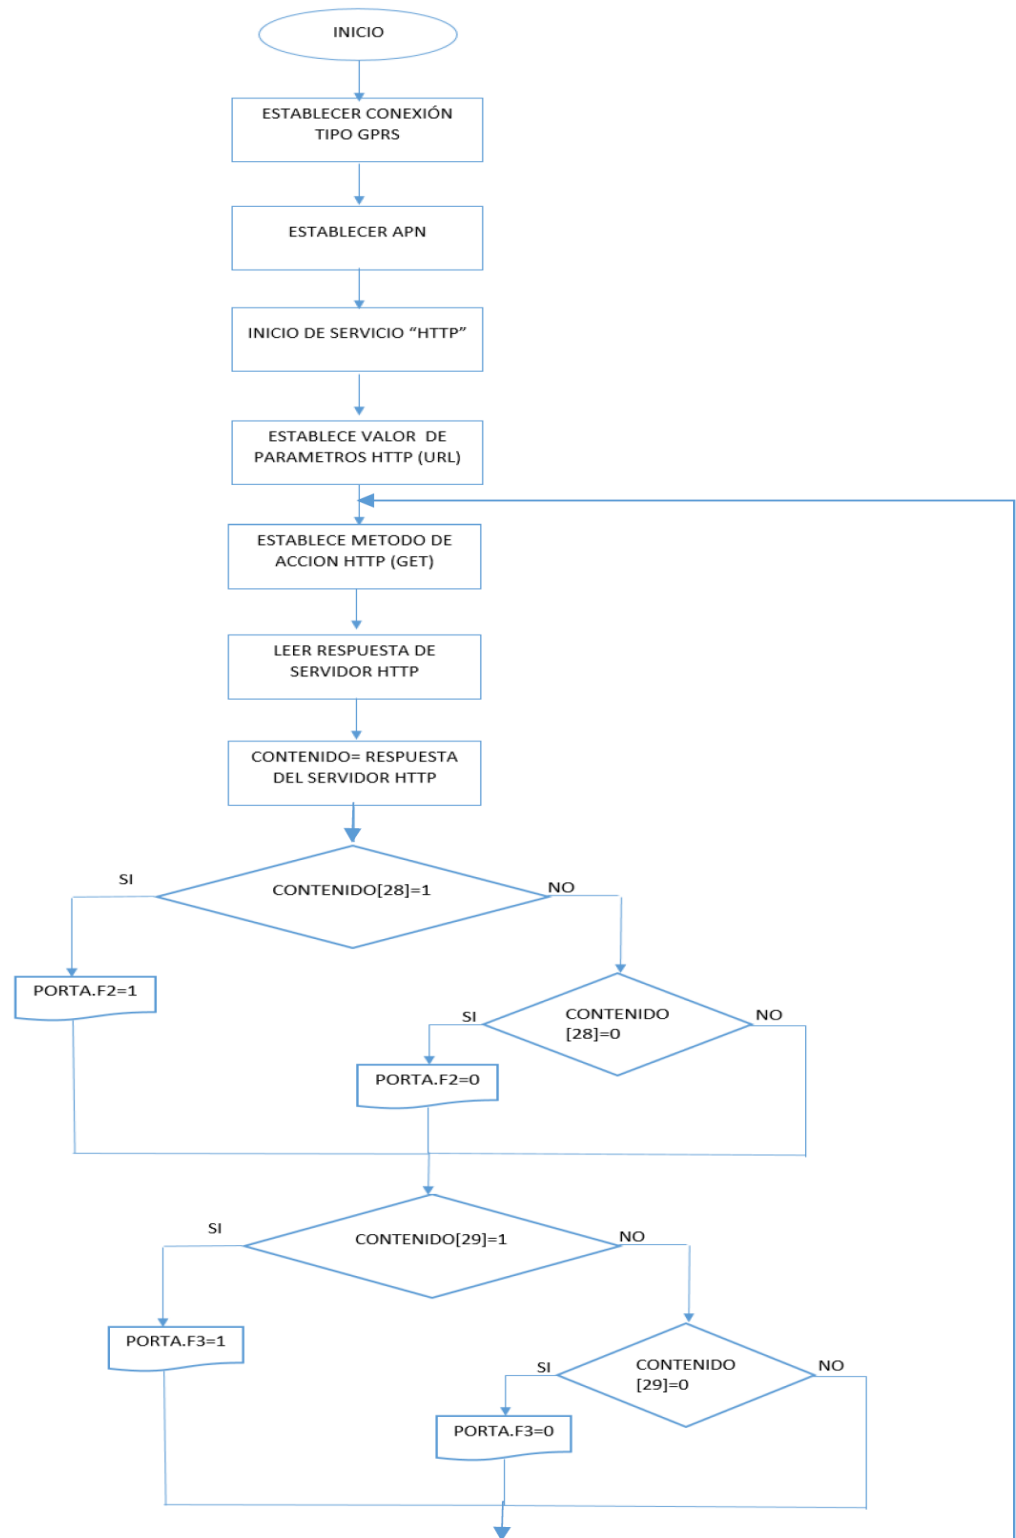 INICIO
ESTABLECER CONEXIÓN
TIPO GPRS
ESTABLECER APN
INICIO DE SERVICIO “HTTP”
ESTABLECE VALOR DE
PARAMETROS HTTP (URL)
ESTABLECE METODO DE
ACCION HTTP (GET)
LEER RESPUESTA DE
SERVIDOR HTTP
CONTENIDO= RESPUESTA
DEL SERVIDOR HTTP
SI
CONTENIDO[28]=1
NO
PORTA.F2=1
SI
CONTENIDO
[28]=0
NO
PORTA.F2=0
SI
CONTENIDO[29]=1
NO
PORTA.F3=1
SI
CONTENIDO
[29]=0
NO
PORTA.F3=0